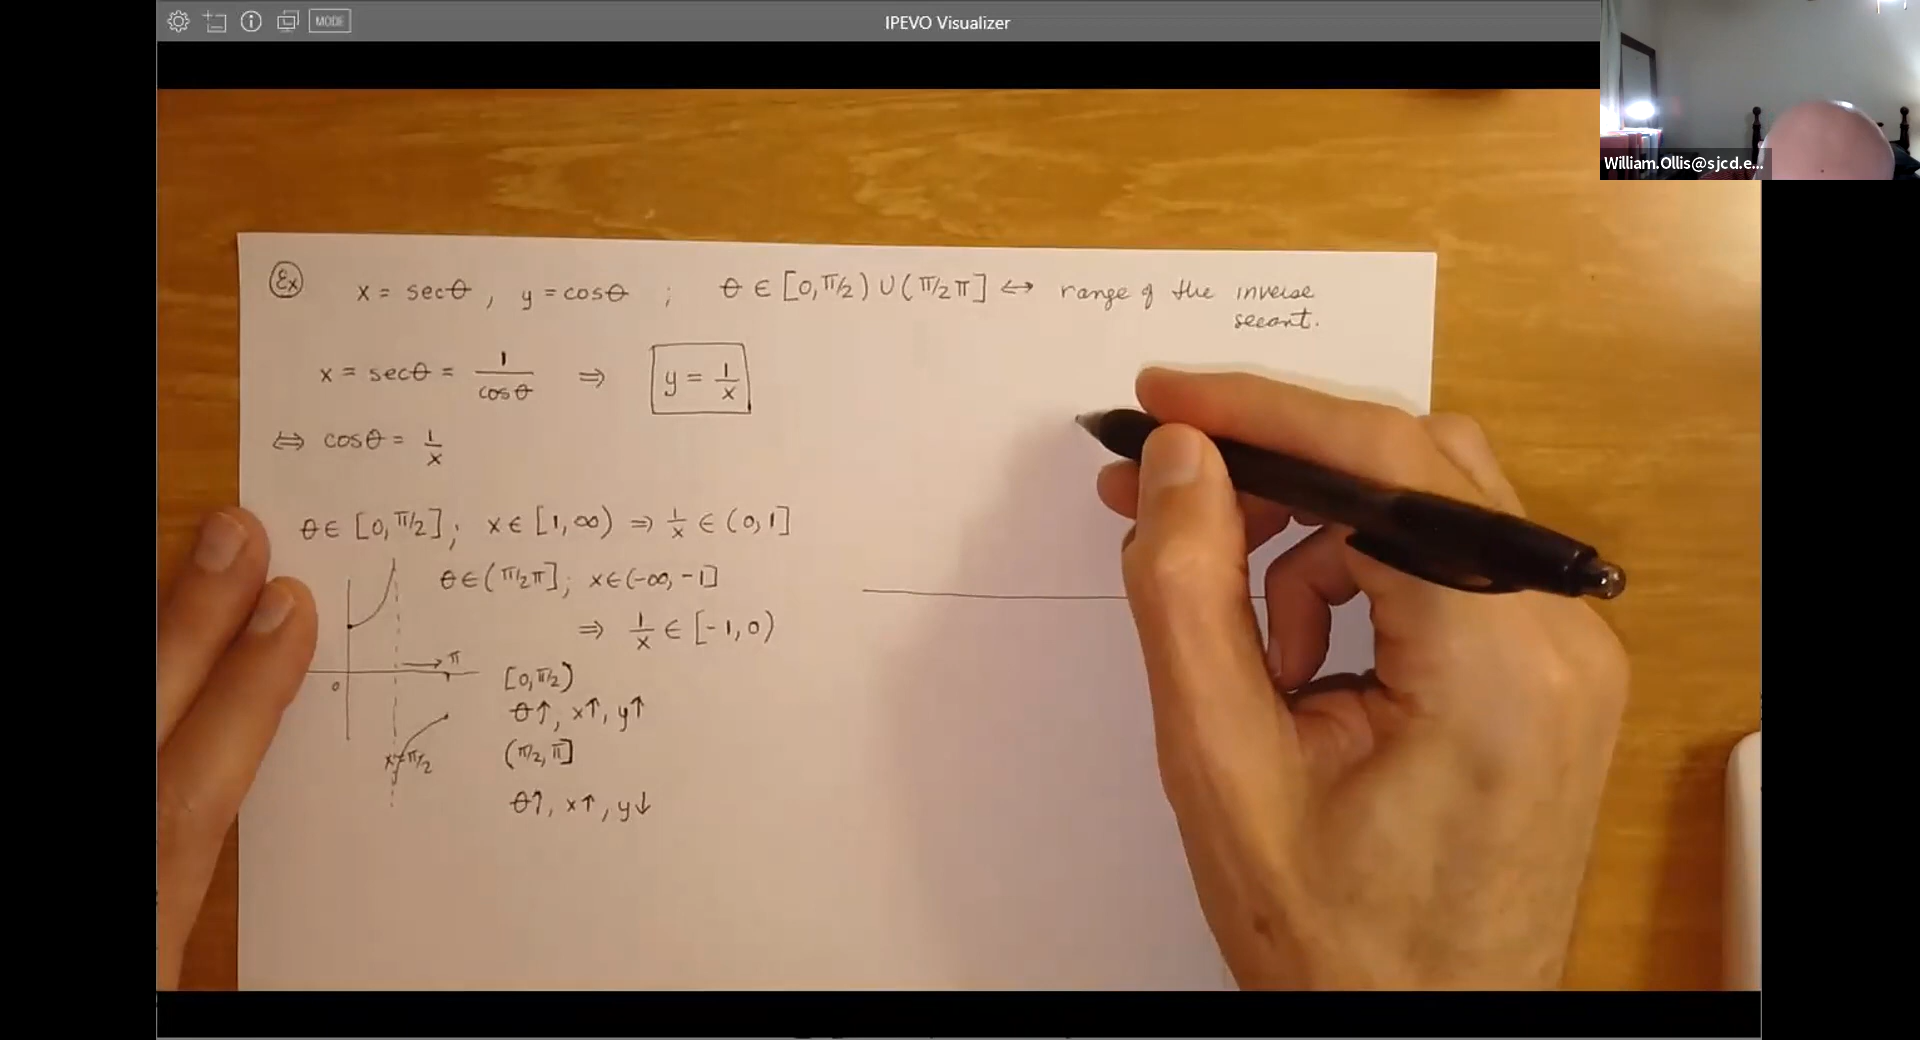 MODE
IPEVO Visualizer
William.Ollis@sjcd.e...
Ex x = secθ, y = cosθ ; θ ∈ [0, π/2) ∪ (π/2 π] ↔ range of the inverse
secant.
x = secθ = 1/cosθ ⇒ y = 1/x
⇔ cosθ = 1/x
θ ∈ [0, π/2]; x ∈ [1, ∞) ⇒ 1/x ∈ (0, 1]
θ ∈ (π/2 π]; x ∈ (-∞, -1]
⇒ 1/x ∈ [-1, 0)
π
0
x = π/2
[0, π/2)
θ↑, x↑, y↑
(π/2, π]
θ↑, x↑, y↓